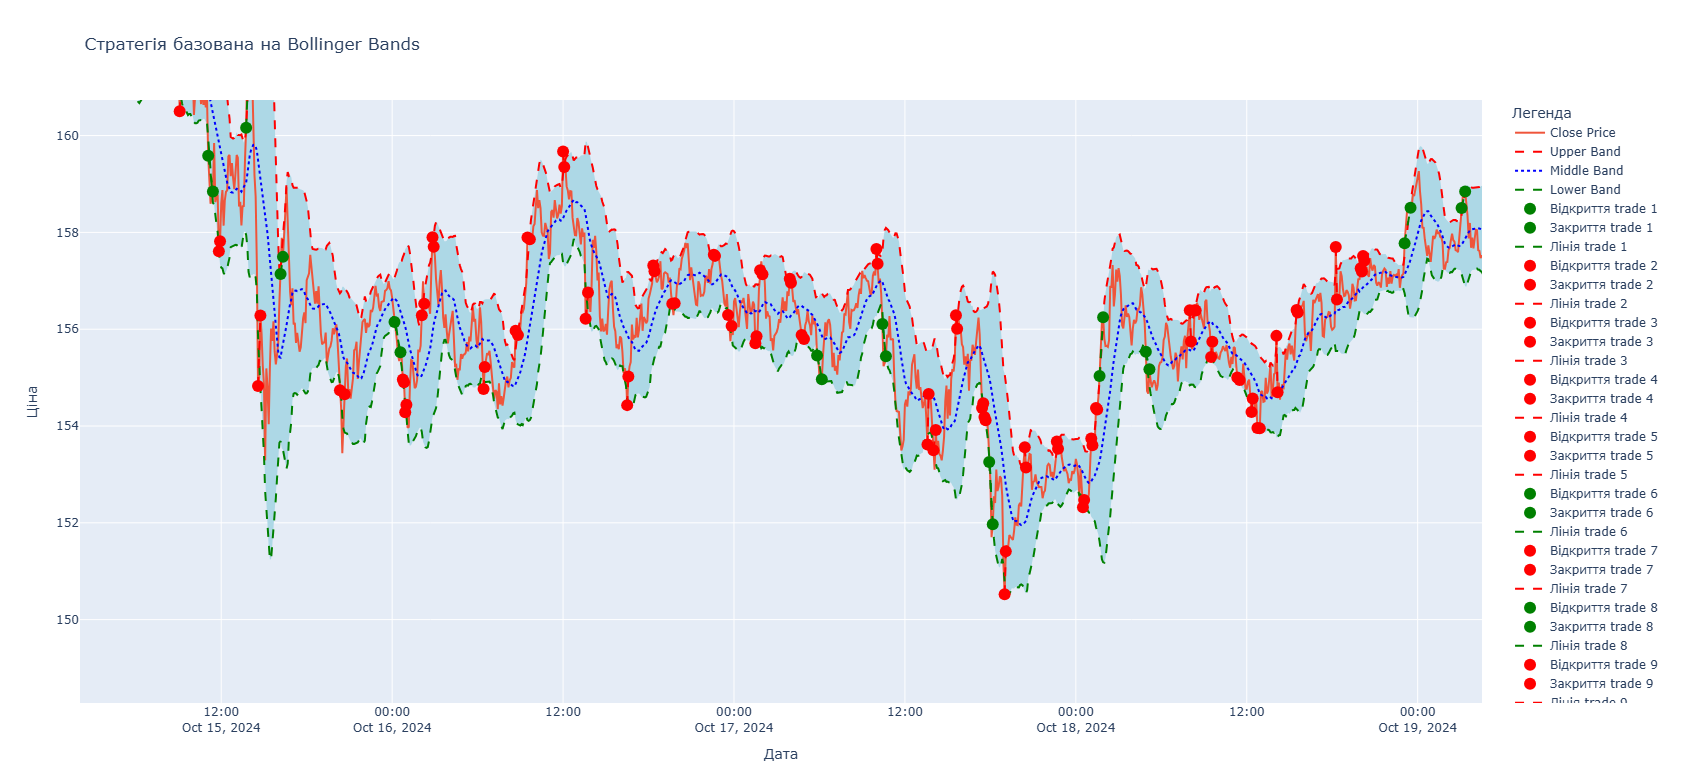 Стратегія базована на Bollinger Bands
Ціна
160
158
156
154
152
150
12:00
Oct 15, 2024
00:00
Oct 16, 2024
12:00
00:00
Oct 17, 2024
12:00
00:00
Oct 18, 2024
12:00
00:00
Oct 19, 2024
Дата
Легенда
Close Price
Upper Band
Middle Band
Lower Band
Відкриття trade 1
Закриття trade 1
Лінія trade 1
Відкриття trade 2
Закриття trade 2
Лінія trade 2
Відкриття trade 3
Закриття trade 3
Лінія trade 3
Відкриття trade 4
Закриття trade 4
Лінія trade 4
Відкриття trade 5
Закриття trade 5
Лінія trade 5
Відкриття trade 6
Закриття trade 6
Лінія trade 6
Відкриття trade 7
Закриття trade 7
Лінія trade 7
Відкриття trade 8
Закриття trade 8
Лінія trade 8
Відкриття trade 9
Закриття trade 9
Лінія trade 9